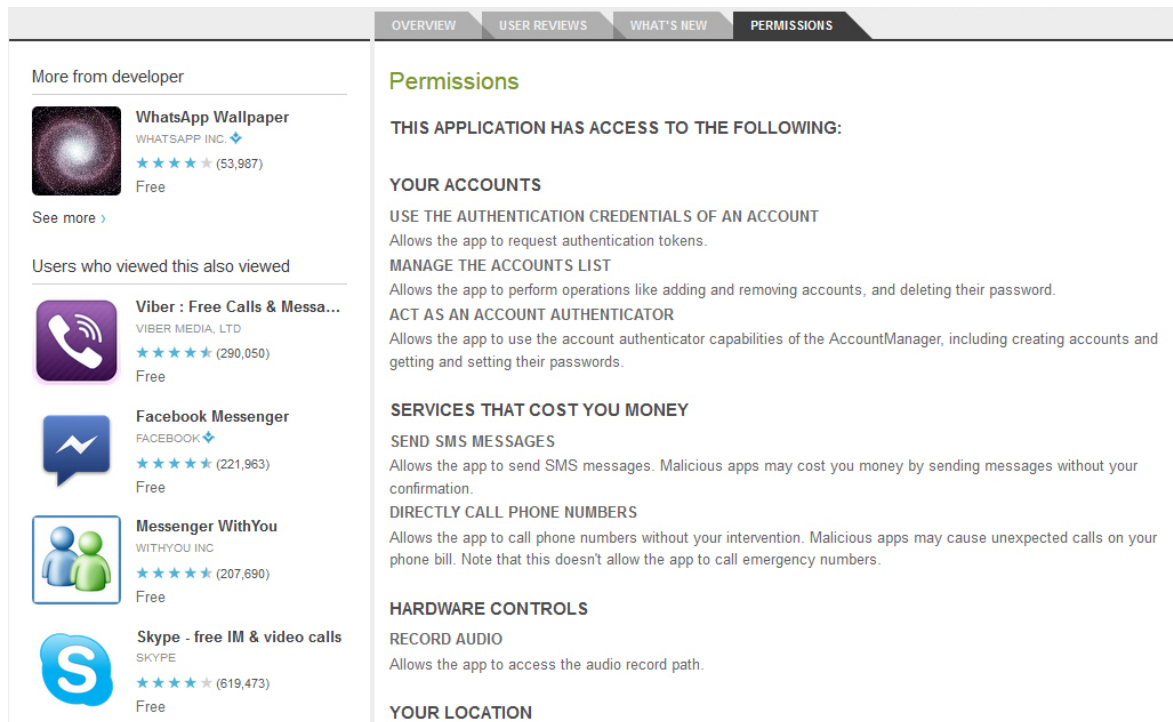 OVERVIEW
USER REVIEWS
WHAT'S NEW
PERMISSIONS
More from developer
WhatsApp Wallpaper
WHATSAPP INC.
(53,987)
Free
See more ›
Users who viewed this also viewed
Viber : Free Calls & Messa...
VIBER MEDIA, LTD
(290,050)
Free
Facebook Messenger
FACEBOOK
(221,963)
Free
Messenger WithYou
WITHYOU INC
(207,690)
Free
Skype - free IM & video calls
SKYPE
(619,473)
Free
Permissions
THIS APPLICATION HAS ACCESS TO THE FOLLOWING:
YOUR ACCOUNTS
USE THE AUTHENTICATION CREDENTIALS OF AN ACCOUNT
Allows the app to request authentication tokens.
MANAGE THE ACCOUNTS LIST
Allows the app to perform operations like adding and removing accounts, and deleting their password.
ACT AS AN ACCOUNT AUTHENTICATOR
Allows the app to use the account authenticator capabilities of the AccountManager, including creating accounts and
getting and setting their passwords.
SERVICES THAT COST YOU MONEY
SEND SMS MESSAGES
Allows the app to send SMS messages. Malicious apps may cost you money by sending messages without your
confirmation.
DIRECTLY CALL PHONE NUMBERS
Allows the app to call phone numbers without your intervention. Malicious apps may cause unexpected calls on your
phone bill. Note that this doesn't allow the app to call emergency numbers.
HARDWARE CONTROLS
RECORD AUDIO
Allows the app to access the audio record path.
YOUR LOCATION